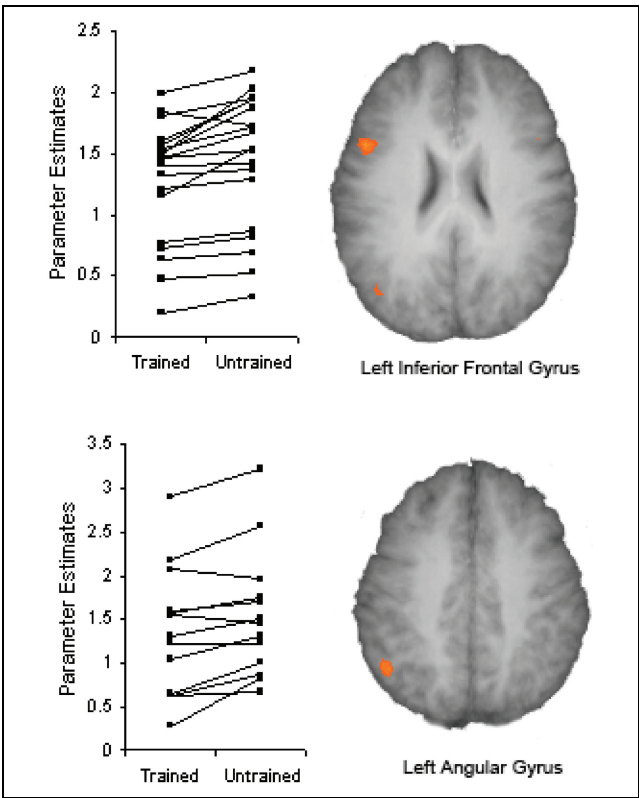 Parameter Estimates
2.5
2
1.5
1
0.5
0
Trained Untrained
Left Inferior Frontal Gyrus
Parameter Estimates
3.5
3
2.5
2
1.5
1
0.5
0
Trained Untrained
Left Angular Gyrus